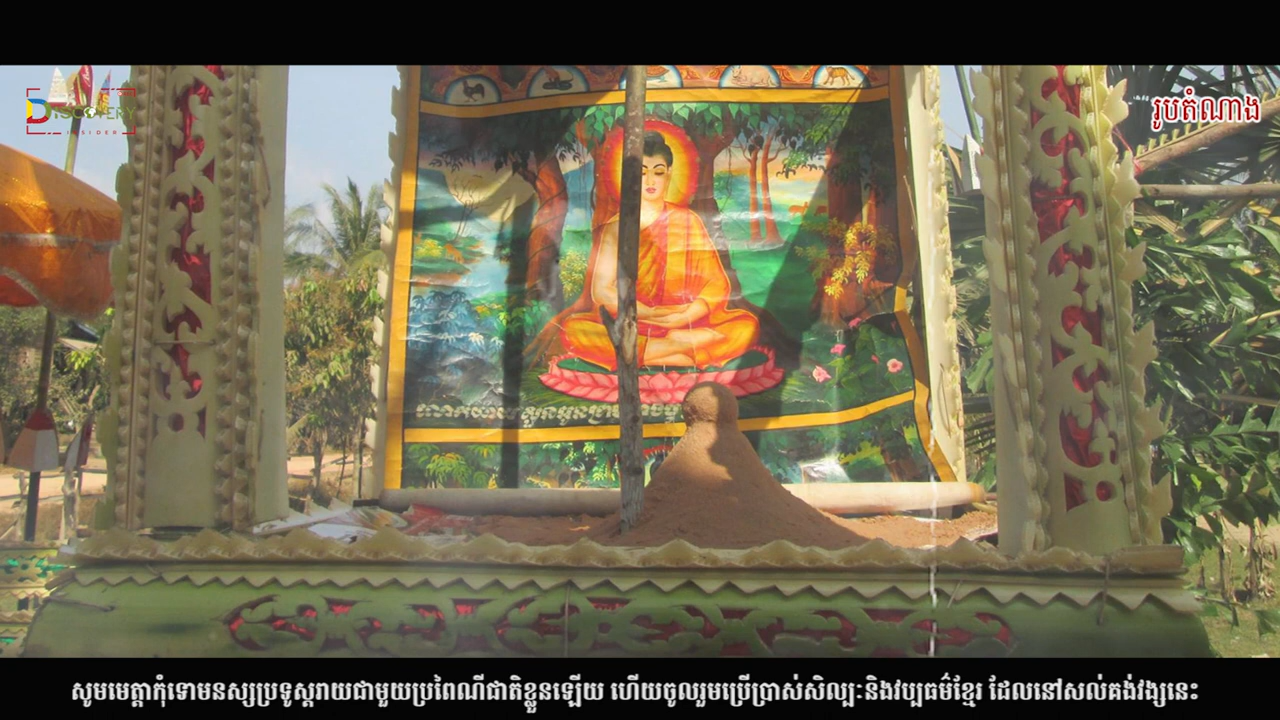 DISCOVERY
INSIDER
រូបតំណាង
សូមមេត្តាកុំទោមនស្សប្រទូស្តរាយជាមួយប្រពៃណីជាតិខ្លួនឡើយ ហើយចូលរួមប្រើប្រាស់សិល្បៈនិងវប្បធម៌ខ្មែរ ដែលនៅសល់គង់វង្សនេះ